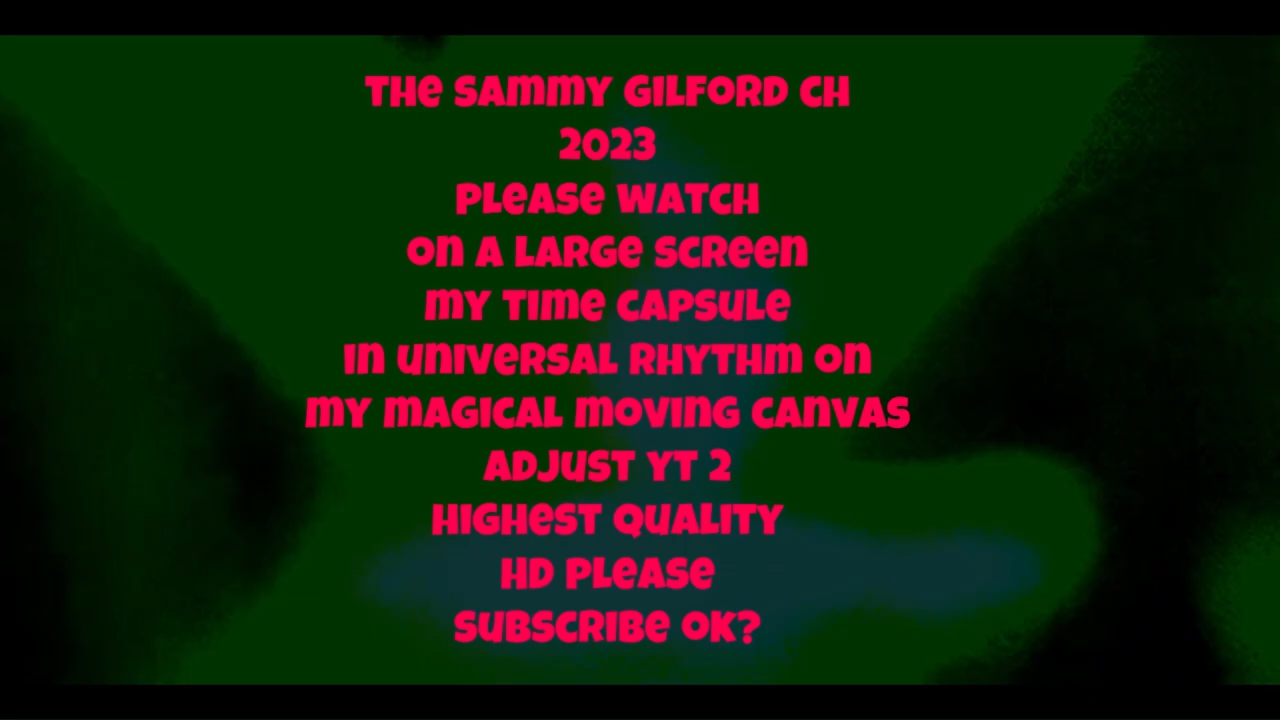 THE SAMMY GILFORD CH
2023
PLEASE WATCH
ON A LARGE SCREEN
MY TIME CAPSULE
IN UNIVERSAL RHYTHM ON
MY MAGICAL MOVING CANVAS
ADJUST YT 2
HIGHEST QUALITY
HD PLEASE
SUBSCRIBE OK?